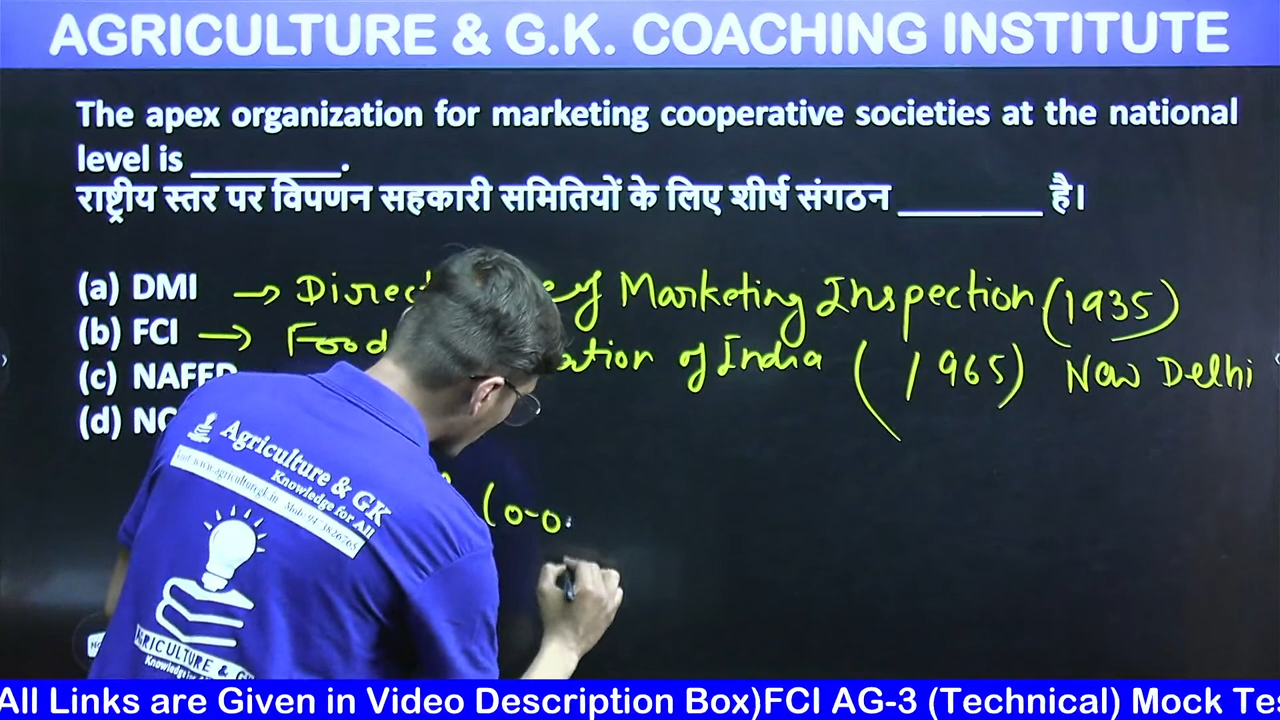 AGRICULTURE & G.K. COACHING INSTITUTE
The apex organization for marketing cooperative societies at the national
level is ________.
राष्ट्रीय स्तर पर विपणन सहकारी समितियों के लिए शीर्ष संगठन ________ है।
(a) DMI → Direc of Marketing Inspection (1935)
(b) FCI → Food ation of India (1965) New Delhi
(c) NAFED
(d) NC
(o-o
Agriculture & GK
Knowledge for All
AGRICULTURE & G
All Links are Given in Video Description Box)FCI AG-3 (Technical) Mock Tes